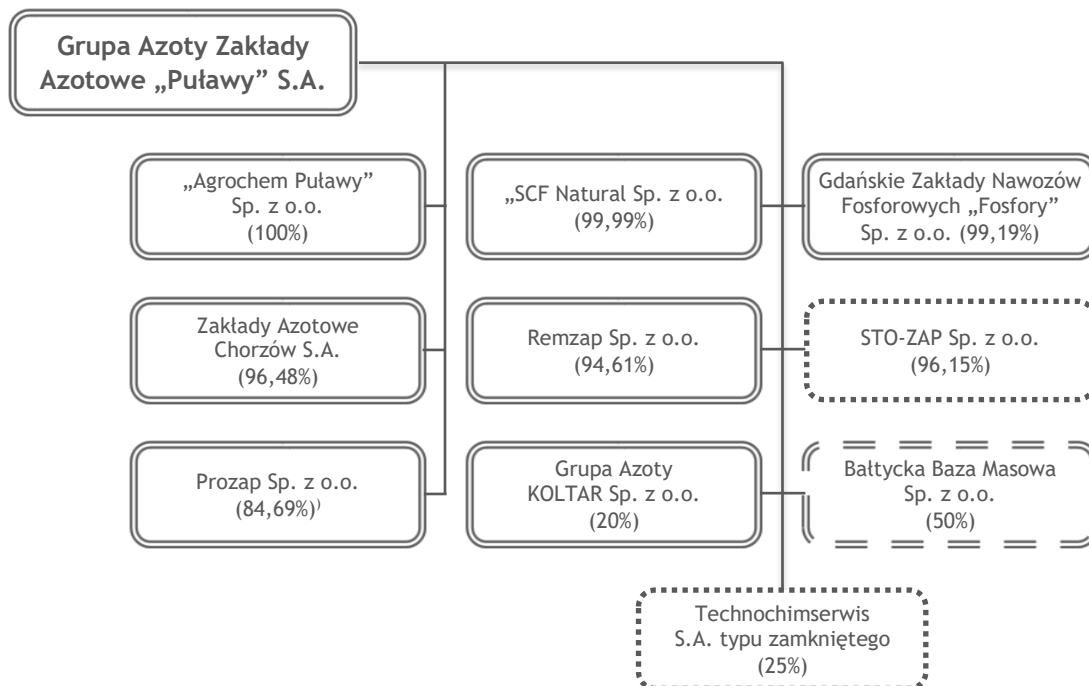 Grupa Azoty Zakłady
Azotowe „Puławy” S.A.
„Agrochem Puławy”
Sp. z o.o.
(100%)
„SCF Natural Sp. z o.o.
(99,99%)
Gdańskie Zakłady Nawozów
Fosforowych „Fosfory”
Sp. z o.o. (99,19%)
Zakłady Azotowe
Chorzów S.A.
(96,48%)
Remzap Sp. z o.o.
(94,61%)
STO-ZAP Sp. z o.o.
(96,15%)
Prozap Sp. z o.o.
(84,69%)⁾
Grupa Azoty
KOLTAR Sp. z o.o.
(20%)
Bałtycka Baza Masowa
Sp. z o.o.
(50%)
Technochimserwis
S.A. typu zamkniętego
(25%)